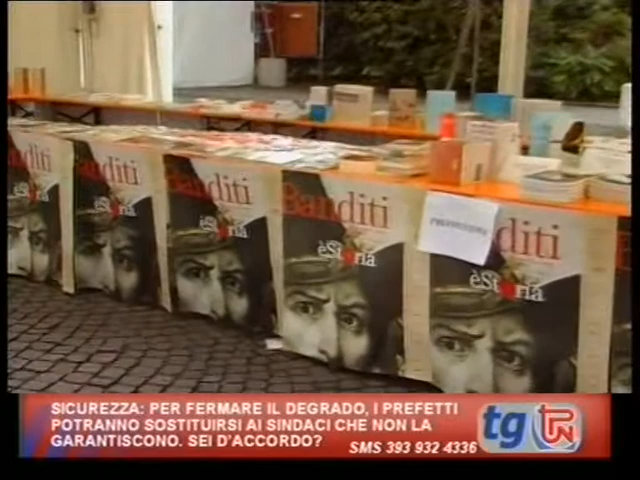 Banditi
Banditi
Banditi
Banditi
Banditi
èStoria
èStoria
èStoria
èStoria
èStoria
SICUREZZA: PER FERMARE IL DEGRADO, I PREFETTI
POTRANNO SOSTITUIRSI AI SINDACI CHE NON LA
GARANTISCONO. SEI D'ACCORDO?
SMS 393 932 4336
tg TPN